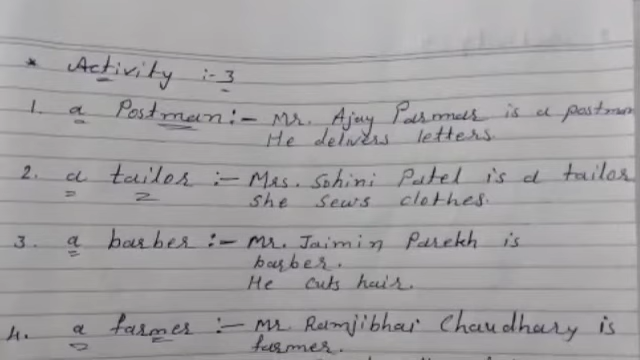 * Activity :- 3
1. a Postman :- Mr. Ajay Parmar is a postman
He delivers letters.
2. a tailor :- Mrs. Sohini Patel is a tailor
she sews clothes.
3. a barber :- Mr. Jaimin Parekh is
barber.
He cuts hair.
4. a farmer :- Mr. Ramjibhai Chaudhary is
farmer.